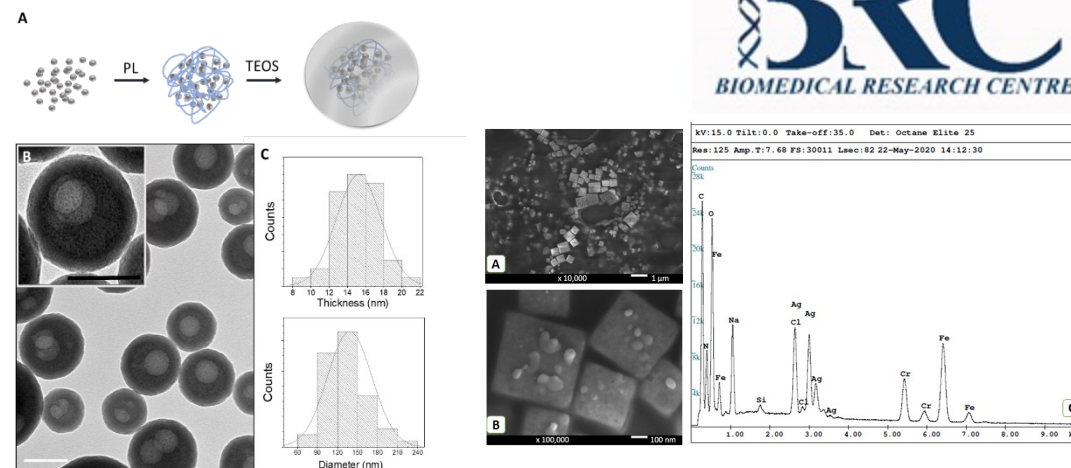 A
PL
TEOS
B
C
Counts
8 10 12 14 16 18 20 22
Thickness (nm)
Counts
60 90 120 150 180 210 240
Diameter (nm)
A
x 10,000
1 µm
B
x 100,000
100 nm
BRC
BIOMEDICAL RESEARCH CENTRE
kV:15.0 Tilt:0.0 Take-off:35.0 Det: Octane Elite 25
Res:125 Amp.T:7.68 FS:30011 Lsec:82 22-May-2020 14:12:30
Counts
28k
C
24k
O
20k
Fe
16k
Ag
12k
Cl
Ag
Na
8k
N
Fe
Fe
Cr
Ag
4k
Si
Cl
Ag
Cr
Fe
1.00 2.00 3.00 4.00 5.00 6.00 7.00 8.00 9.00